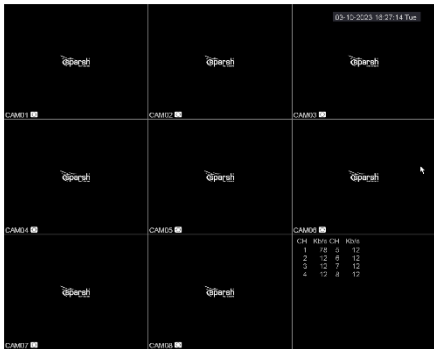 03-10-2023 16:27:14 Tue
sparsh sparsh sparsh
CAM01 CAM02 CAM03
sparsh sparsh sparsh
CAM04 CAM05 CAM06
sparsh sparsh
CH Kb/s CH Kb/s
1 78 5 12
2 12 6 12
3 12 7 12
4 12 8 12
CAM07 CAM08